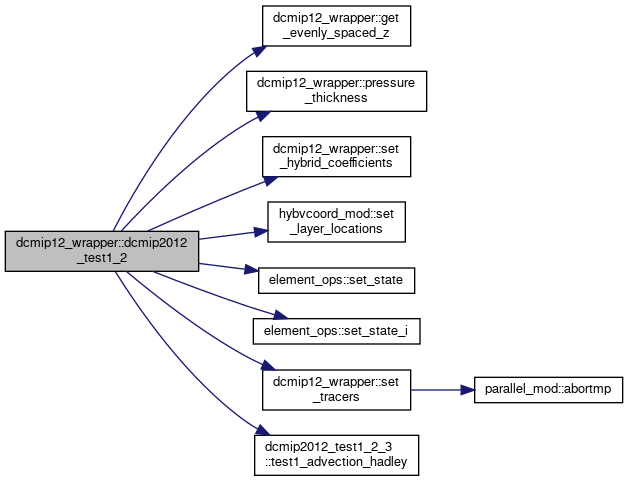 dcmip12_wrapper::get
_evenly_spaced_z
dcmip12_wrapper::pressure
_thickness
dcmip12_wrapper::set
_hybrid_coefficients
hybvcoord_mod::set
_layer_locations
dcmip12_wrapper::dcmip2012
_test1_2
element_ops::set_state
element_ops::set_state_i
dcmip12_wrapper::set
_tracers
parallel_mod::abortmp
dcmip2012_test1_2_3
::test1_advection_hadley